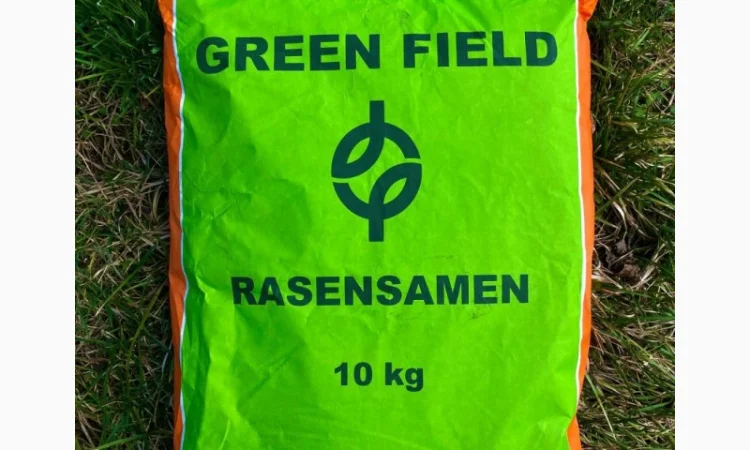 GREEN FIELD
RASENSAMEN
10 kg